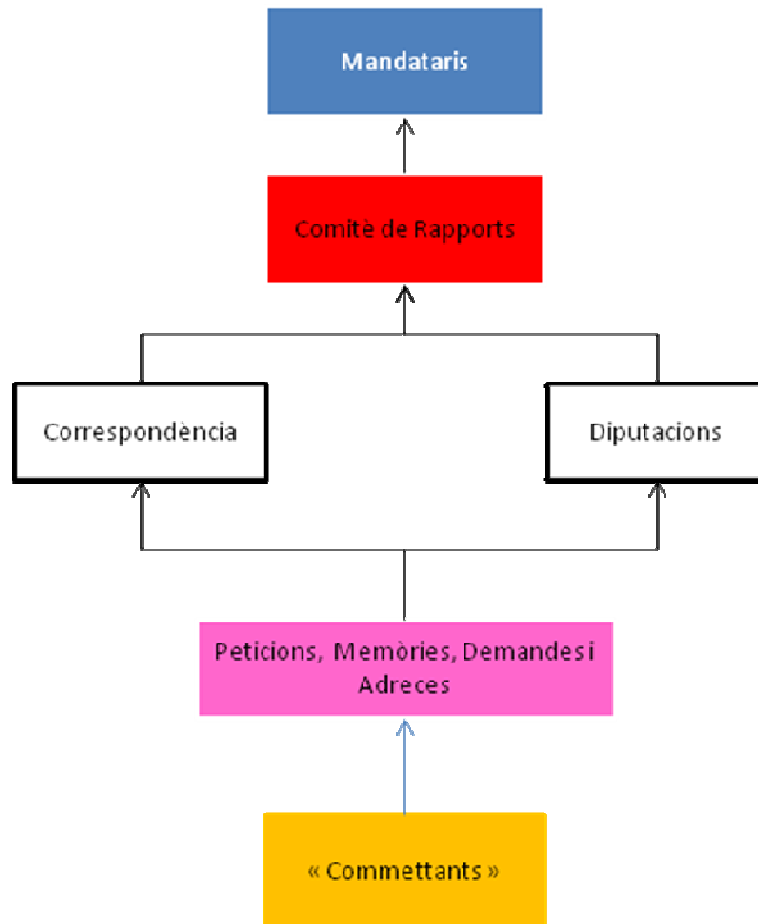 Mandataris
Comitè de Rapports
Correspondència
Diputacions
Peticions, Memòries, Demandes i
Adreces
« Commettants »